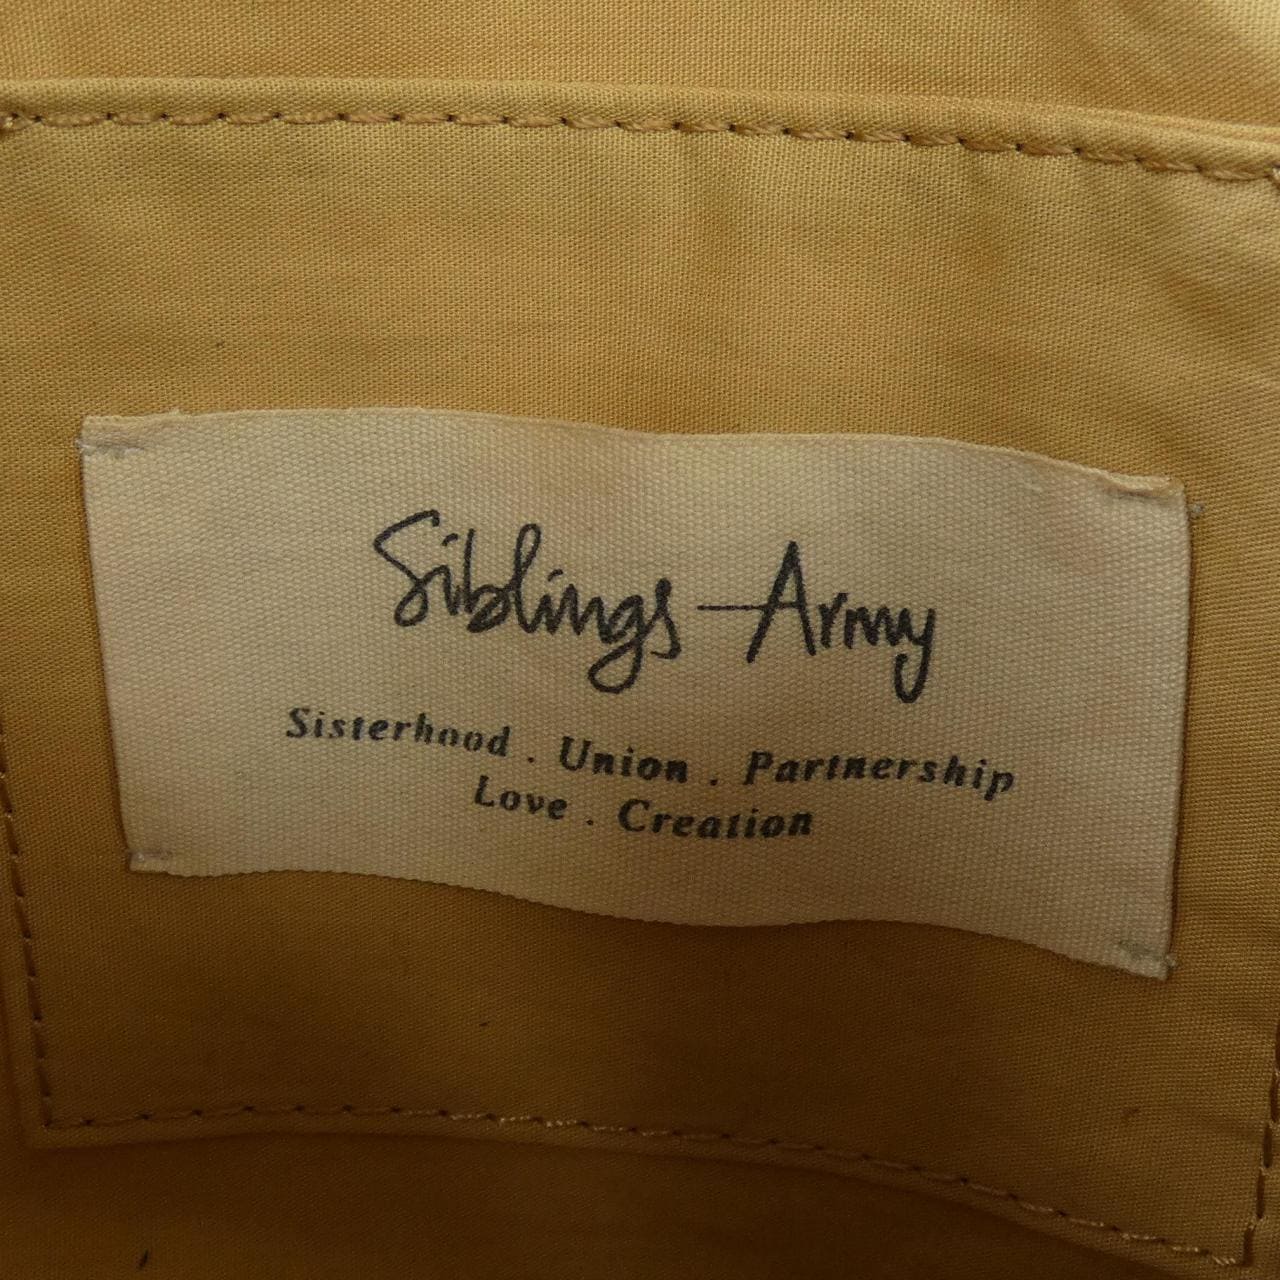 Siblings-Army
Sisterhood . Union . Partnership
Love . Creation